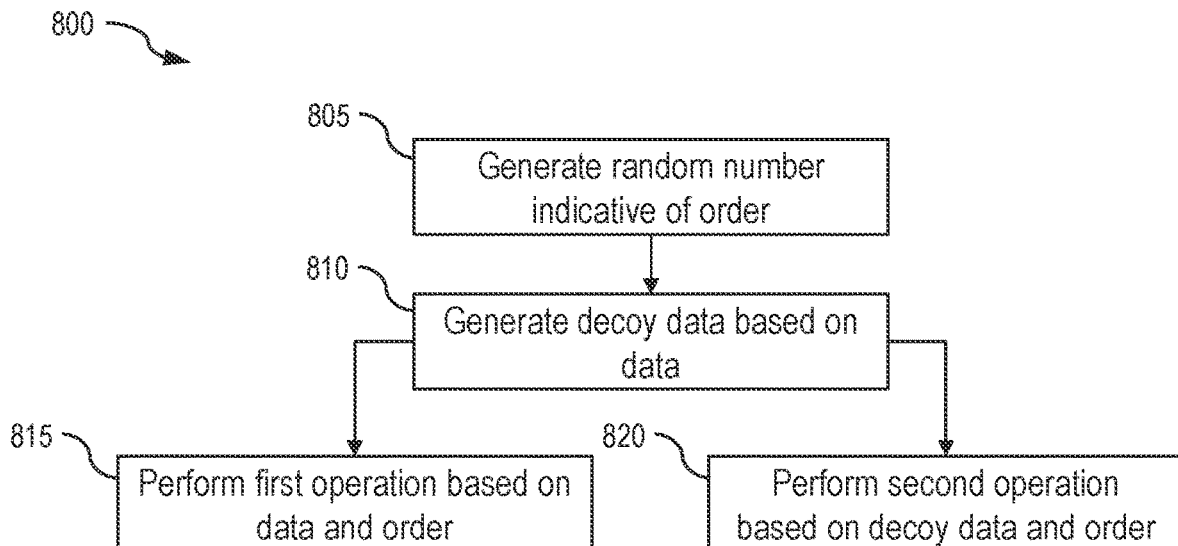 800
805
Generate random number
indicative of order
810
Generate decoy data based on
data
815
Perform first operation based on
data and order
820
Perform second operation
based on decoy data and order